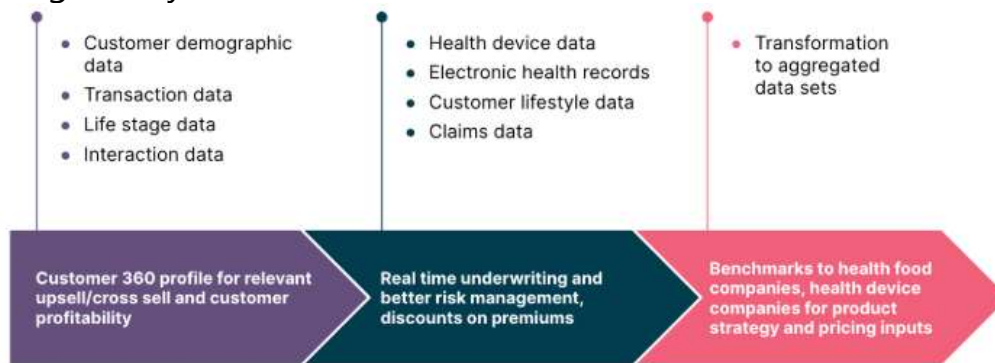 Customer demographic
data
Transaction data
Life stage data
Interaction data
Health device data
Electronic health records
Customer lifestyle data
Claims data
Transformation
to aggregated
data sets
Customer 360 profile for relevant
upsell/cross sell and customer
profitability
Real time underwriting and
better risk management,
discounts on premiums
Benchmarks to health food
companies, health device
companies for product
strategy and pricing inputs